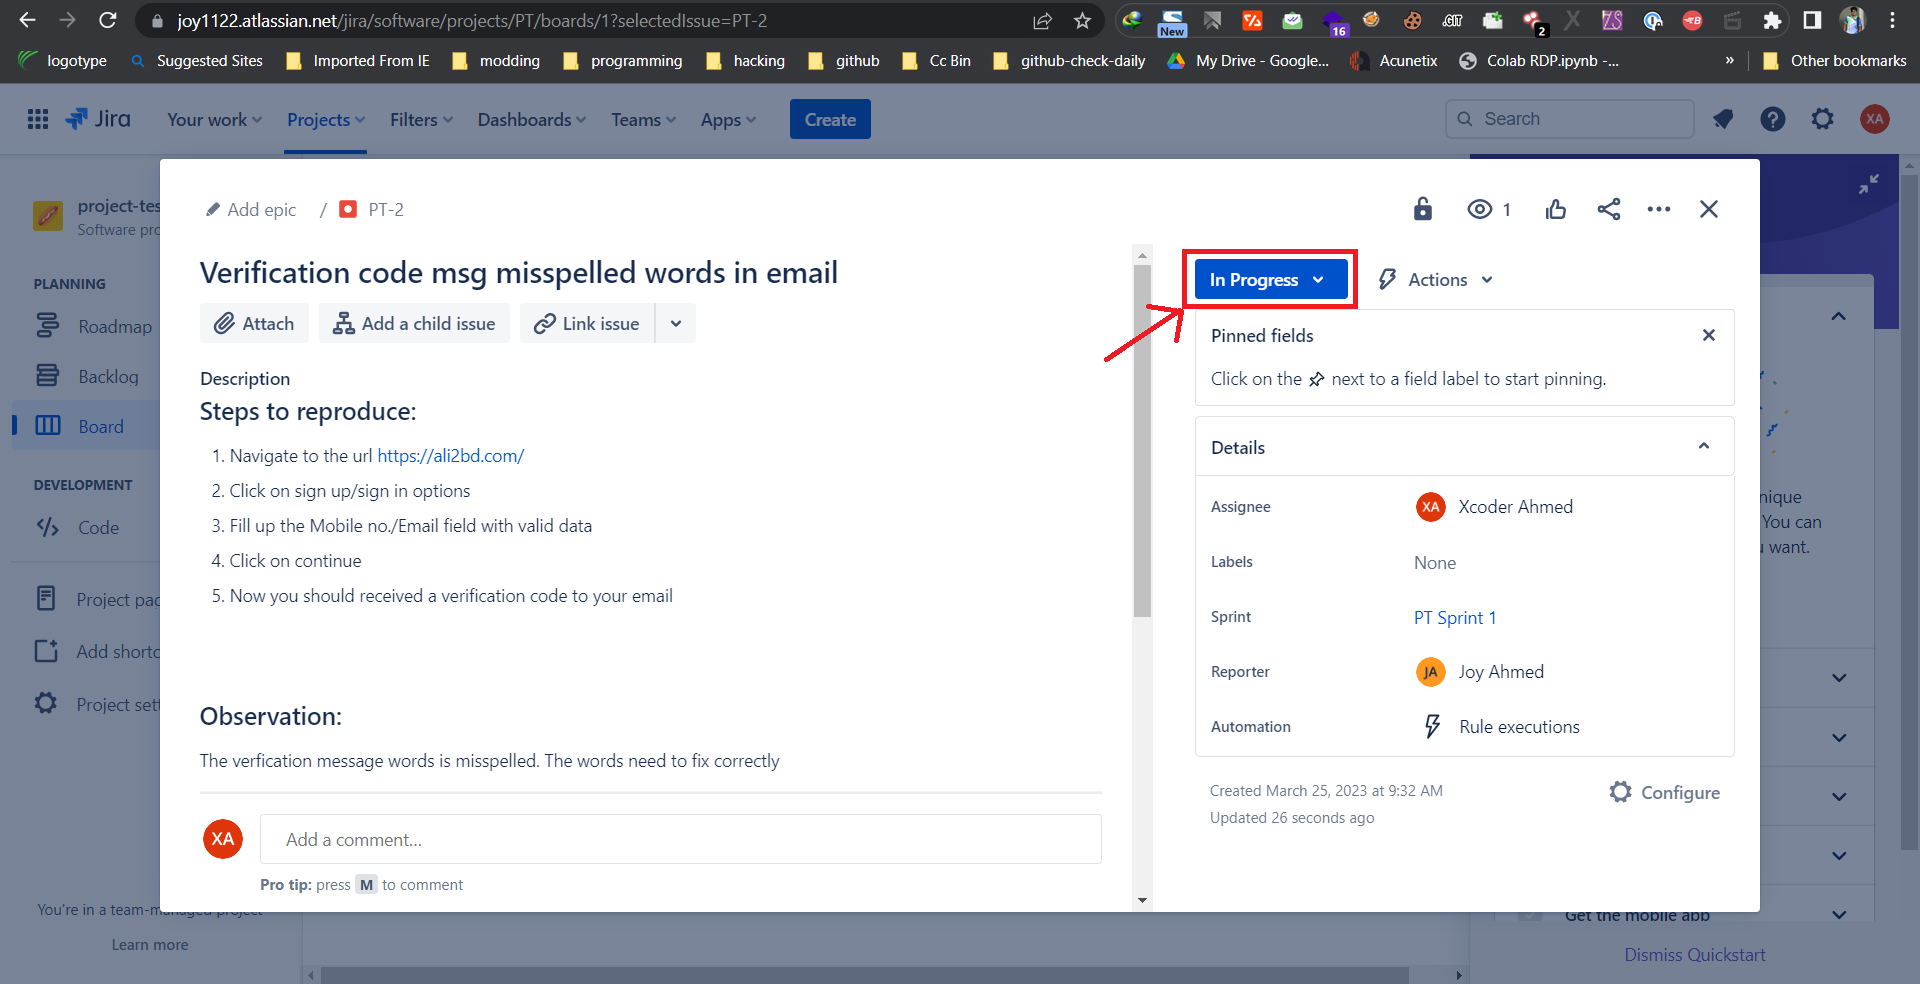 joy1122.atlassian.net/jira/software/projects/PT/boards/1?selectedIssue=PT-2
New
GIT
16
2
logotype
Suggested Sites
Imported From IE
modding
programming
hacking
github
Cc Bin
github-check-daily
My Drive - Google...
Acunetix
Colab RDP.ipynb -...
»
Other bookmarks
Jira
Your work
Projects
Filters
Dashboards
Teams
Apps
Create
Search
XA
project-tes
Software pro
PLANNING
Roadmap
Backlog
Board
DEVELOPMENT
Code
Project pag
Add shortc
Project sett
You're in a team-managed project
Learn more
Add epic / PT-2
1
Verification code msg misspelled words in email
Attach
Add a child issue
Link issue
Description
Steps to reproduce:
1. Navigate to the url https://ali2bd.com/
2. Click on sign up/sign in options
3. Fill up the Mobile no./Email field with valid data
4. Click on continue
5. Now you should received a verification code to your email
Observation:
The verfication message words is misspelled. The words need to fix correctly
XA
Add a comment...
Pro tip: press M to comment
In Progress
Actions
Pinned fields
Click on the next to a field label to start pinning.
Details
Assignee
XA Xcoder Ahmed
Labels
None
Sprint
PT Sprint 1
Reporter
JA Joy Ahmed
Automation
Rule executions
Created March 25, 2023 at 9:32 AM
Updated 26 seconds ago
Configure
nique
You can
want.
Get the mobile app
Dismiss Quickstart